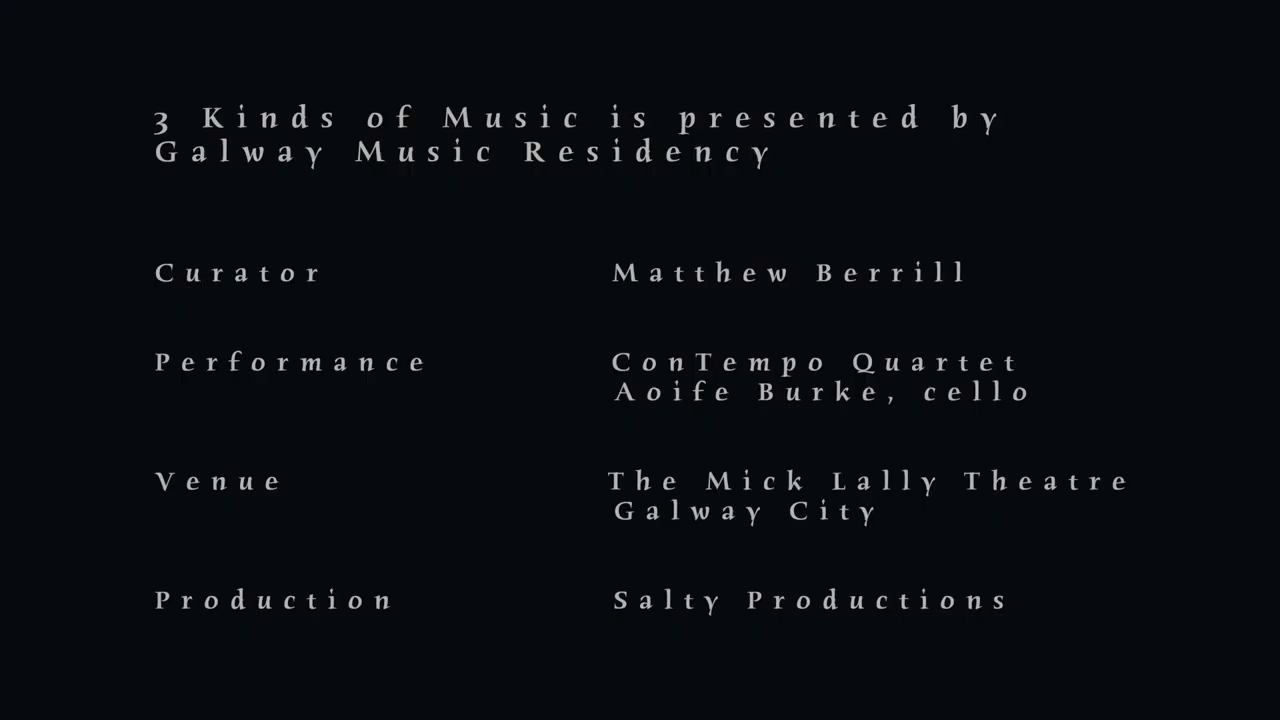 3 Kinds of Music is presented by
Galway Music Residency
Curator Matthew Berrill
Performance ConTempo Quartet
Aoife Burke, cello
Venue The Mick Lally Theatre
Galway City
Production Salty Productions